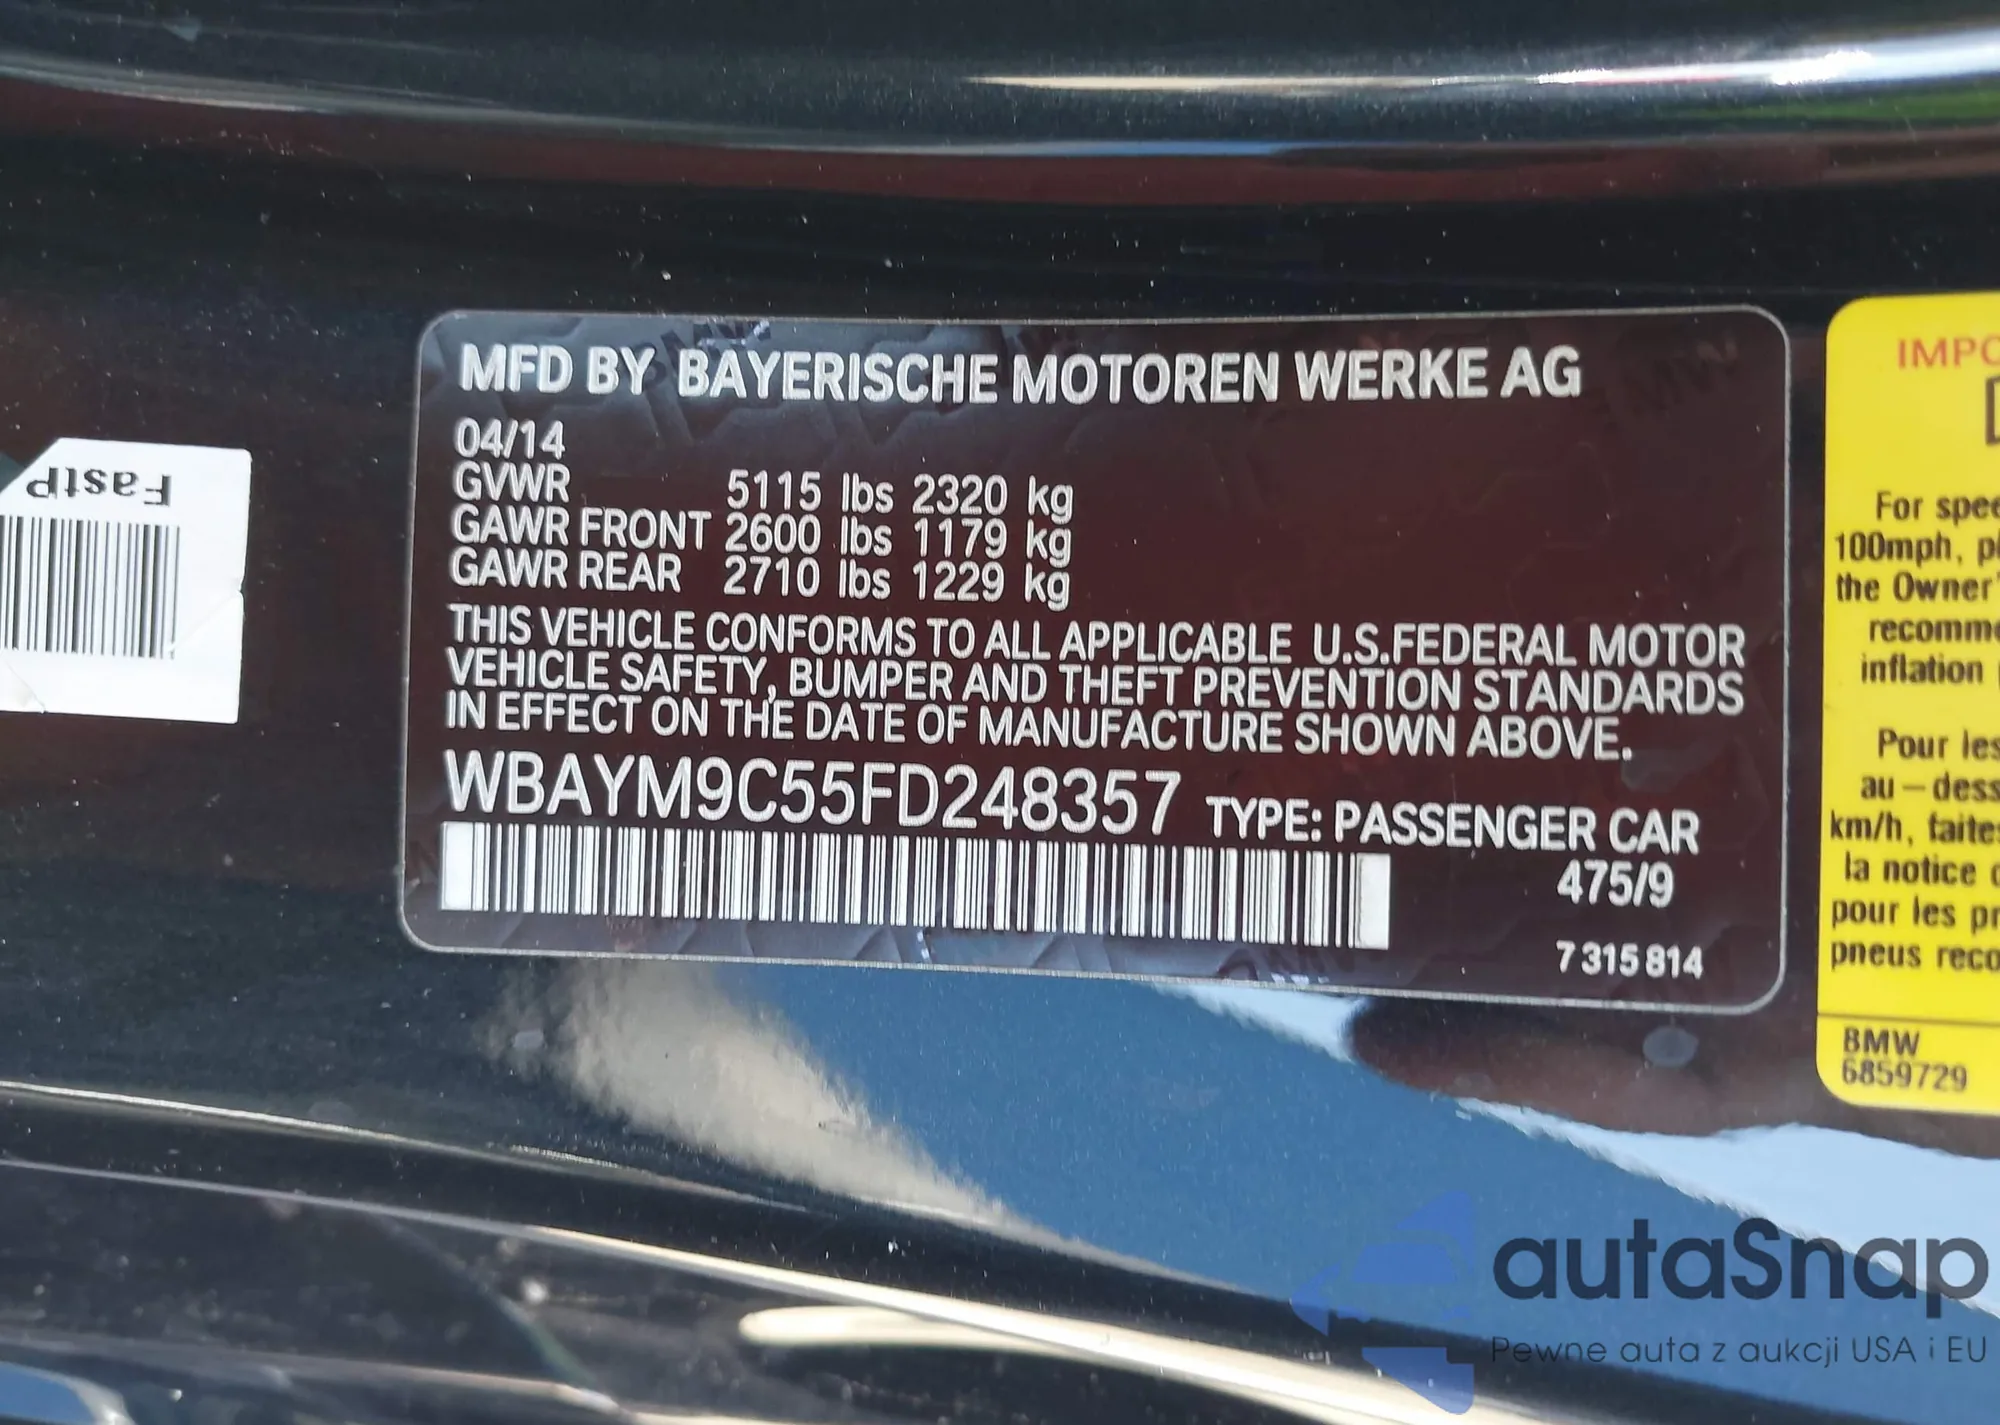 FastP
MFD BY BAYERISCHE MOTOREN WERKE AG
04/14
GVWR 5115 lbs 2320 kg
GAWR FRONT 2600 lbs 1179 kg
GAWR REAR 2710 lbs 1229 kg
THIS VEHICLE CONFORMS TO ALL APPLICABLE U.S.FEDERAL MOTOR
VEHICLE SAFETY, BUMPER AND THEFT PREVENTION STANDARDS
IN EFFECT ON THE DATE OF MANUFACTURE SHOWN ABOVE.
WBAYM9C55FD248357 TYPE: PASSENGER CAR
475/9
7 315 814
IMPO
For spee
100mph, pl
the Owner'
recomme
inflation
Pour les
au-dess
km/h, faites
la notice
pour les pr
pneus reco
BMW
6859729
autaSnap
Pewne auta z aukcji USA i EU